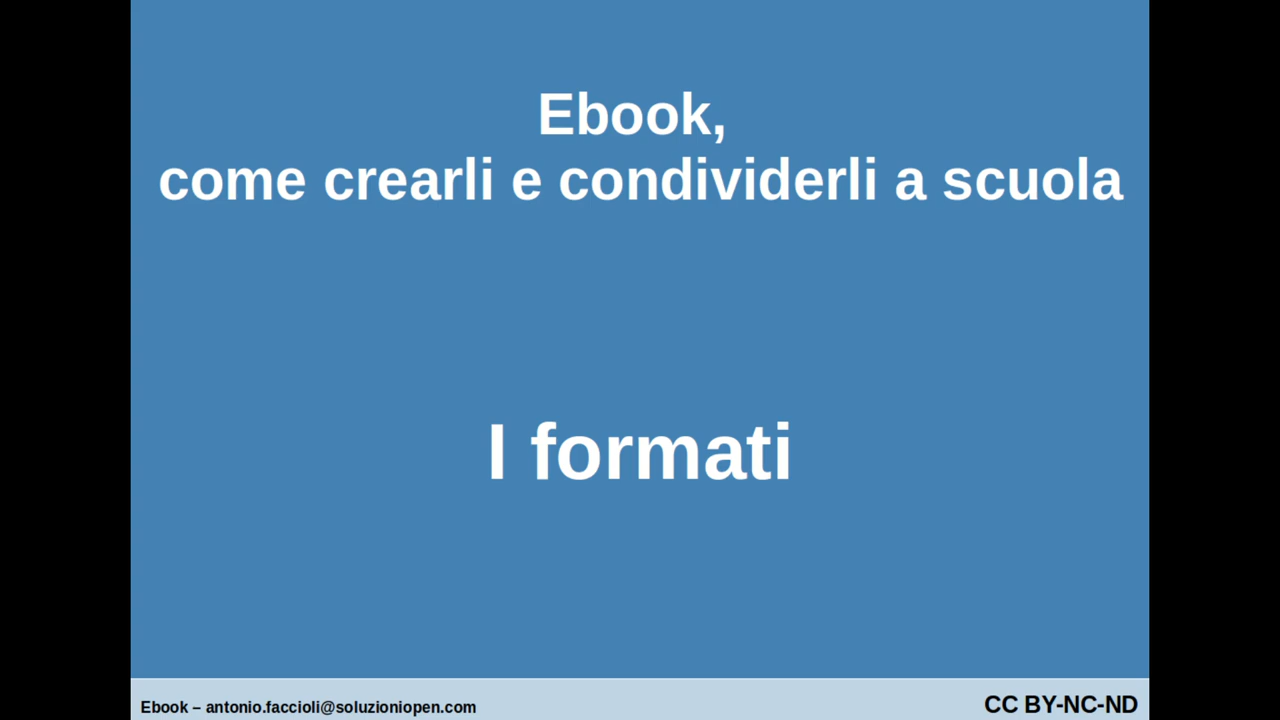 Ebook,
come crearli e condividerli a scuola
I formati
Ebook – antonio.faccioli@soluzioniopen.com
CC BY-NC-ND